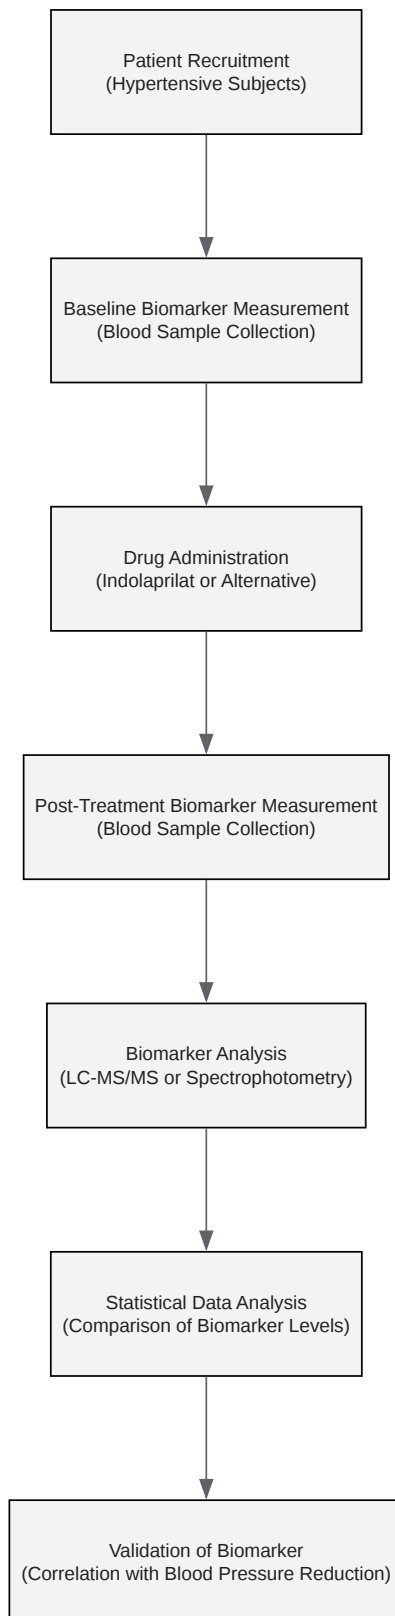 Patient Recruitment
(Hypertensive Subjects)
Baseline Biomarker Measurement
(Blood Sample Collection)
Drug Administration
(Indolaprilat or Alternative)
Post-Treatment Biomarker Measurement
(Blood Sample Collection)
Biomarker Analysis
(LC-MS/MS or Spectrophotometry)
Statistical Data Analysis
(Comparison of Biomarker Levels)
Validation of Biomarker
(Correlation with Blood Pressure Reduction)